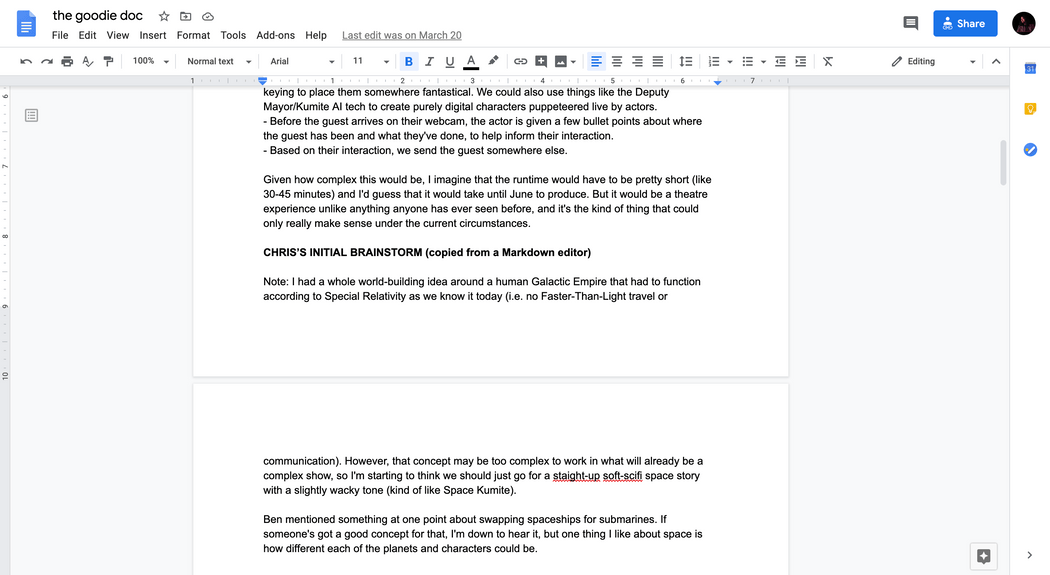 the goodie doc
File Edit View Insert Format Tools Add-ons Help Last edit was on March 20
Share
100% Normal text Arial 11 B I U A Editing
31
1 1 2 3 4 5 6 7
6
7
8
9
10
keying to place them somewhere fantastical. We could also use things like the Deputy
Mayor/Kumite AI tech to create purely digital characters puppeteered live by actors.
- Before the guest arrives on their webcam, the actor is given a few bullet points about where
the guest has been and what they've done, to help inform their interaction.
- Based on their interaction, we send the guest somewhere else.
Given how complex this would be, I imagine that the runtime would have to be pretty short (like
30-45 minutes) and I'd guess that it would take until June to produce. But it would be a theatre
experience unlike anything anyone has ever seen before, and it's the kind of thing that could
only really make sense under the current circumstances.
CHRIS'S INITIAL BRAINSTORM (copied from a Markdown editor)
Note: I had a whole world-building idea around a human Galactic Empire that had to function
according to Special Relativity as we know it today (i.e. no Faster-Than-Light travel or
communication). However, that concept may be too complex to work in what will already be a
complex show, so I'm starting to think we should just go for a staight-up soft-scifi space story
with a slightly wacky tone (kind of like Space Kumite).
Ben mentioned something at one point about swapping spaceships for submarines. If
someone's got a good concept for that, I'm down to hear it, but one thing I like about space is
how different each of the planets and characters could be.